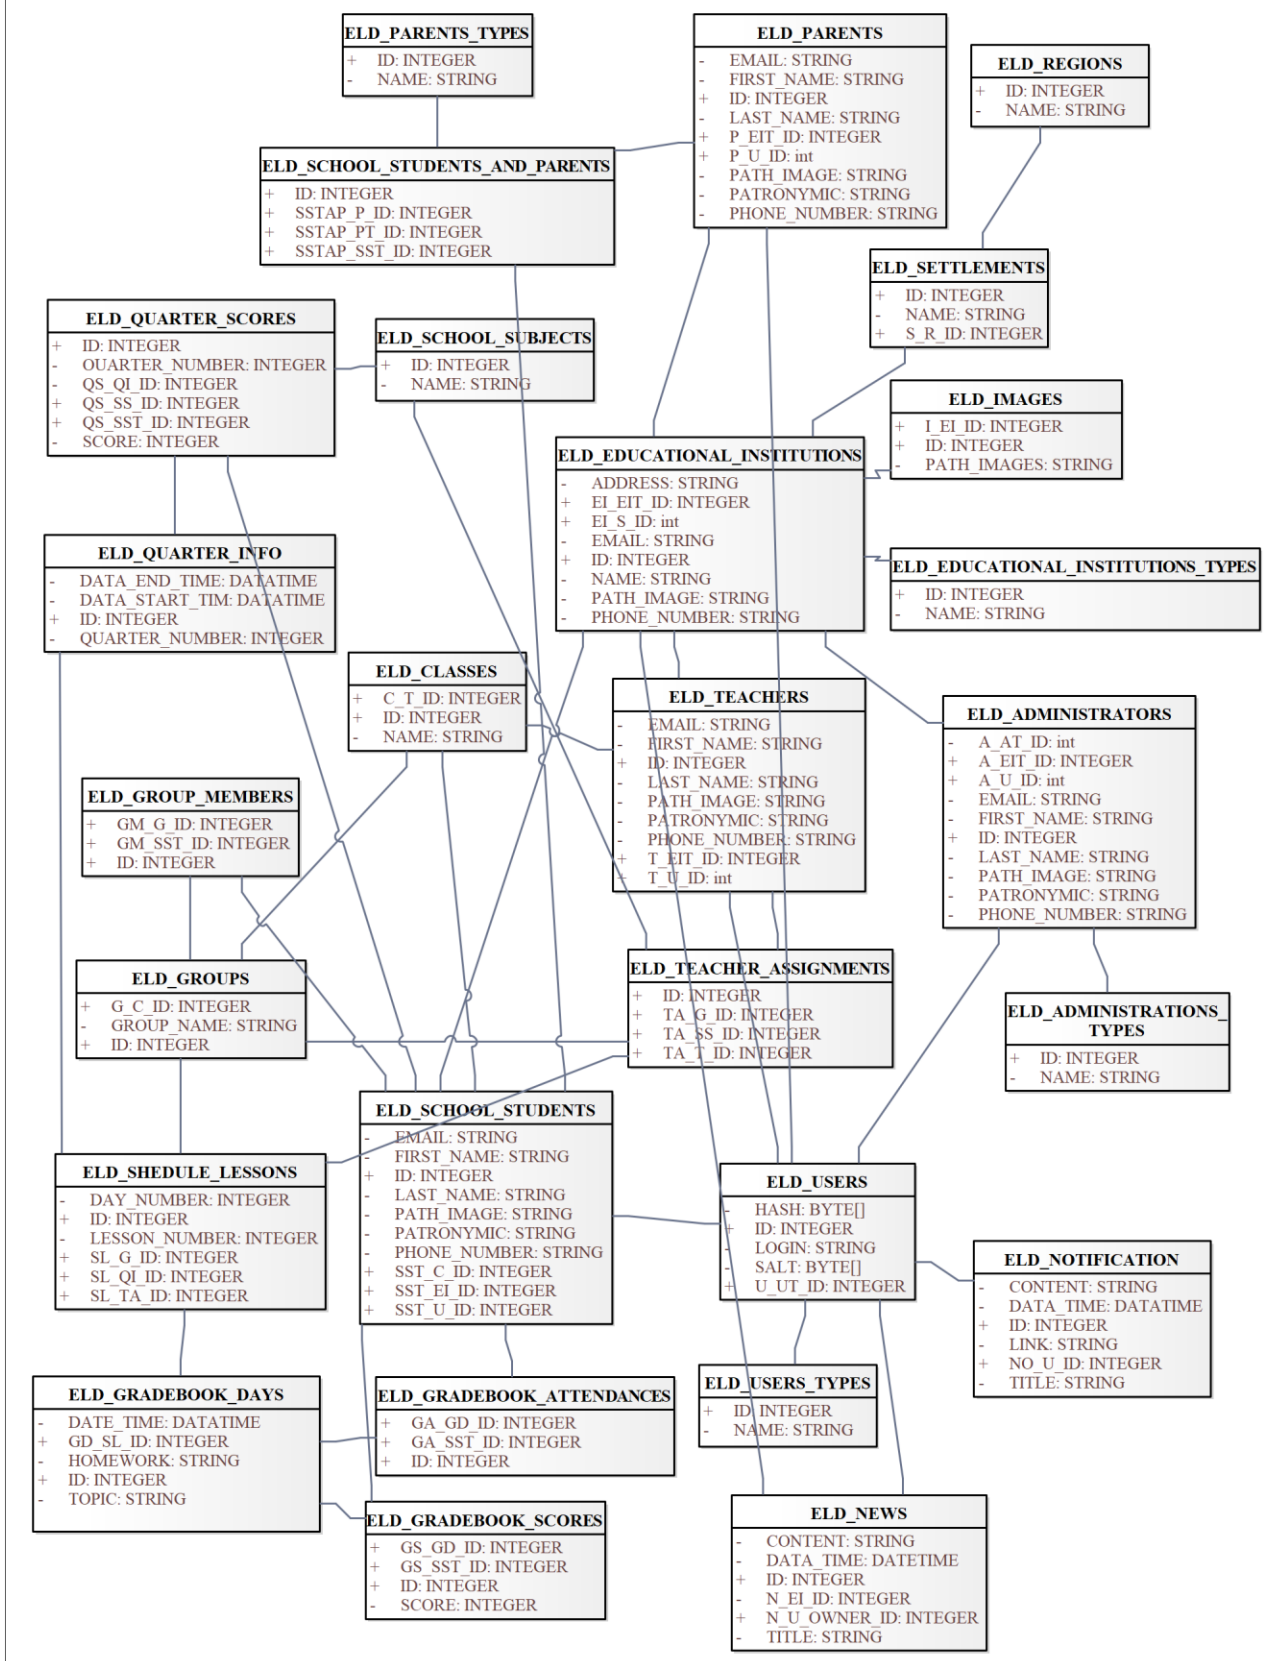 ELD_PARENTS_TYPES
+ ID: INTEGER
- NAME: STRING
ELD_PARENTS
- EMAIL: STRING
- FIRST_NAME: STRING
+ ID: INTEGER
- LAST_NAME: STRING
+ P_EIT_ID: INTEGER
+ P_U_ID: int
- PATH_IMAGE: STRING
- PATRONYMIC: STRING
- PHONE_NUMBER: STRING
ELD_REGIONS
+ ID: INTEGER
- NAME: STRING
ELD_SCHOOL_STUDENTS_AND_PARENTS
+ ID: INTEGER
+ SSTAP_P_ID: INTEGER
+ SSTAP_PT_ID: INTEGER
+ SSTAP_SST_ID: INTEGER
ELD_SETTLEMENTS
+ ID: INTEGER
- NAME: STRING
+ S_R_ID: INTEGER
ELD_QUARTER_SCORES
+ ID: INTEGER
- OUARTER_NUMBER: INTEGER
- QS_QI_ID: INTEGER
+ QS_SS_ID: INTEGER
+ QS_SST_ID: INTEGER
- SCORE: INTEGER
ELD_SCHOOL_SUBJECTS
+ ID: INTEGER
- NAME: STRING
ELD_IMAGES
+ I_EI_ID: INTEGER
+ ID: INTEGER
- PATH_IMAGES: STRING
ELD_EDUCATIONAL_INSTITUTIONS
- ADDRESS: STRING
+ EI_EIT_ID: INTEGER
+ EI_S_ID: int
- EMAIL: STRING
+ ID: INTEGER
- NAME: STRING
- PATH_IMAGE: STRING
- PHONE_NUMBER: STRING
ELD_QUARTER_INFO
- DATA_END_TIME: DATATIME
- DATA_START_TIM: DATATIME
+ ID: INTEGER
- QUARTER_NUMBER: INTEGER
ELD_EDUCATIONAL_INSTITUTIONS_TYPES
+ ID: INTEGER
- NAME: STRING
ELD_CLASSES
+ C_T_ID: INTEGER
+ ID: INTEGER
- NAME: STRING
ELD_TEACHERS
- EMAIL: STRING
- FIRST_NAME: STRING
+ ID: INTEGER
- LAST_NAME: STRING
- PATH_IMAGE: STRING
- PATRONYMIC: STRING
- PHONE_NUMBER: STRING
+ T_EIT_ID: INTEGER
+ T_U_ID: int
ELD_ADMINISTRATORS
- A_AT_ID: int
+ A_EIT_ID: INTEGER
+ A_U_ID: int
- EMAIL: STRING
- FIRST_NAME: STRING
+ ID: INTEGER
- LAST_NAME: STRING
- PATH_IMAGE: STRING
- PATRONYMIC: STRING
- PHONE_NUMBER: STRING
ELD_GROUP_MEMBERS
+ GM_G_ID: INTEGER
+ GM_SST_ID: INTEGER
+ ID: INTEGER
ELD_GROUPS
+ G_C_ID: INTEGER
- GROUP_NAME: STRING
+ ID: INTEGER
ELD_TEACHER_ASSIGNMENTS
+ ID: INTEGER
+ TA_G_ID: INTEGER
+ TA_SS_ID: INTEGER
+ TA_T_ID: INTEGER
ELD_ADMINISTRATIONS_
TYPES
+ ID: INTEGER
- NAME: STRING
ELD_SCHOOL_STUDENTS
- EMAIL: STRING
- FIRST_NAME: STRING
+ ID: INTEGER
- LAST_NAME: STRING
- PATH_IMAGE: STRING
- PATRONYMIC: STRING
- PHONE_NUMBER: STRING
+ SST_C_ID: INTEGER
+ SST_EI_ID: INTEGER
+ SST_U_ID: INTEGER
ELD_SHEDULE_LESSONS
- DAY_NUMBER: INTEGER
+ ID: INTEGER
- LESSON_NUMBER: INTEGER
+ SL_G_ID: INTEGER
+ SL_QI_ID: INTEGER
+ SL_TA_ID: INTEGER
ELD_USERS
- HASH: BYTE[]
+ ID: INTEGER
- LOGIN: STRING
- SALT: BYTE[]
+ U_UT_ID: INTEGER
ELD_NOTIFICATION
- CONTENT: STRING
- DATA_TIME: DATATIME
+ ID: INTEGER
- LINK: STRING
+ NO_U_ID: INTEGER
- TITLE: STRING
ELD_GRADEBOOK_DAYS
- DATE_TIME: DATATIME
+ GD_SL_ID: INTEGER
- HOMEWORK: STRING
+ ID: INTEGER
- TOPIC: STRING
ELD_GRADEBOOK_ATTENDANCES
+ GA_GD_ID: INTEGER
+ GA_SST_ID: INTEGER
+ ID: INTEGER
ELD_USERS_TYPES
+ ID: INTEGER
- NAME: STRING
ELD_GRADEBOOK_SCORES
+ GS_GD_ID: INTEGER
+ GS_SST_ID: INTEGER
+ ID: INTEGER
- SCORE: INTEGER
ELD_NEWS
- CONTENT: STRING
- DATA_TIME: DATETIME
+ ID: INTEGER
- N_EI_ID: INTEGER
+ N_U_OWNER_ID: INTEGER
- TITLE: STRING